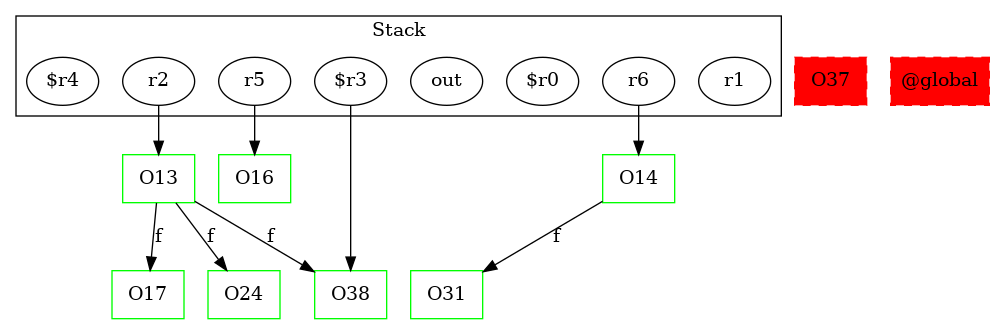 Stack
$r4 r2 r5 $r3 out $r0 r6 r1 O37 @global
O13 O16 O14
f f f f
O17 O24 O38 O31